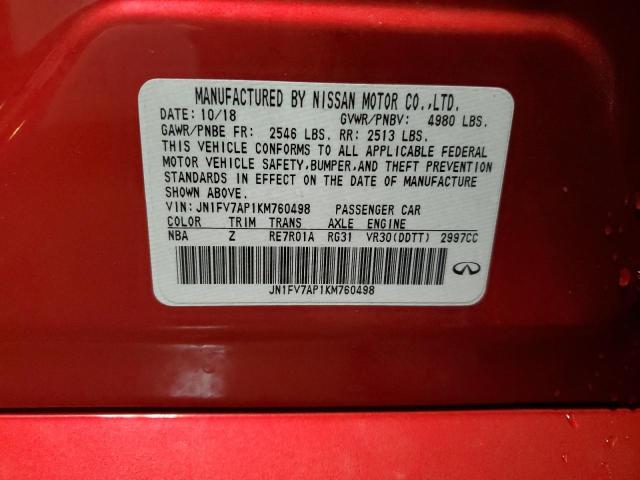 MANUFACTURED BY NISSAN MOTOR CO.,LTD.
DATE: 10/18 GVWR/PNBV: 4980 LBS.
GAWR/PNBE FR: 2546 LBS. RR: 2513 LBS.
THIS VEHICLE CONFORMS TO ALL APPLICABLE FEDERAL
MOTOR VEHICLE SAFETY,BUMPER,AND THEFT PREVENTION
STANDARDS IN EFFECT ON THE DATE OF MANUFACTURE
SHOWN ABOVE.
VIN:JN1FV7AP1KM760498 PASSENGER CAR
COLOR TRIM TRANS AXLE ENGINE
NBA Z RE7R01A RG31 VR30(DDTT) 2997CC
JN1FV7AP1KM760498